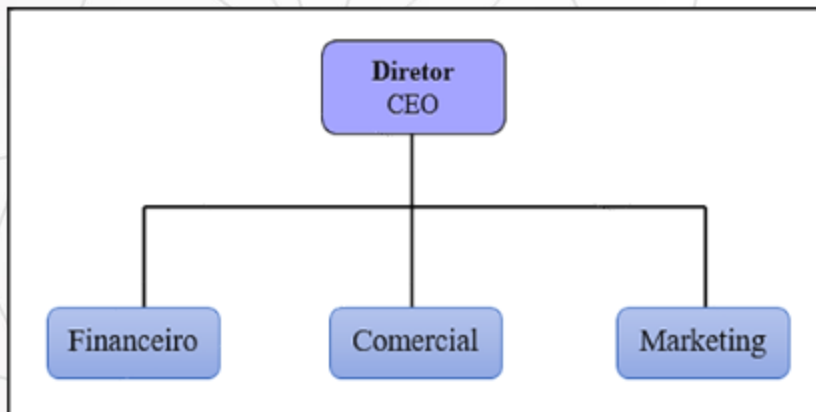 Diretor
CEO
Financeiro
Comercial
Marketing